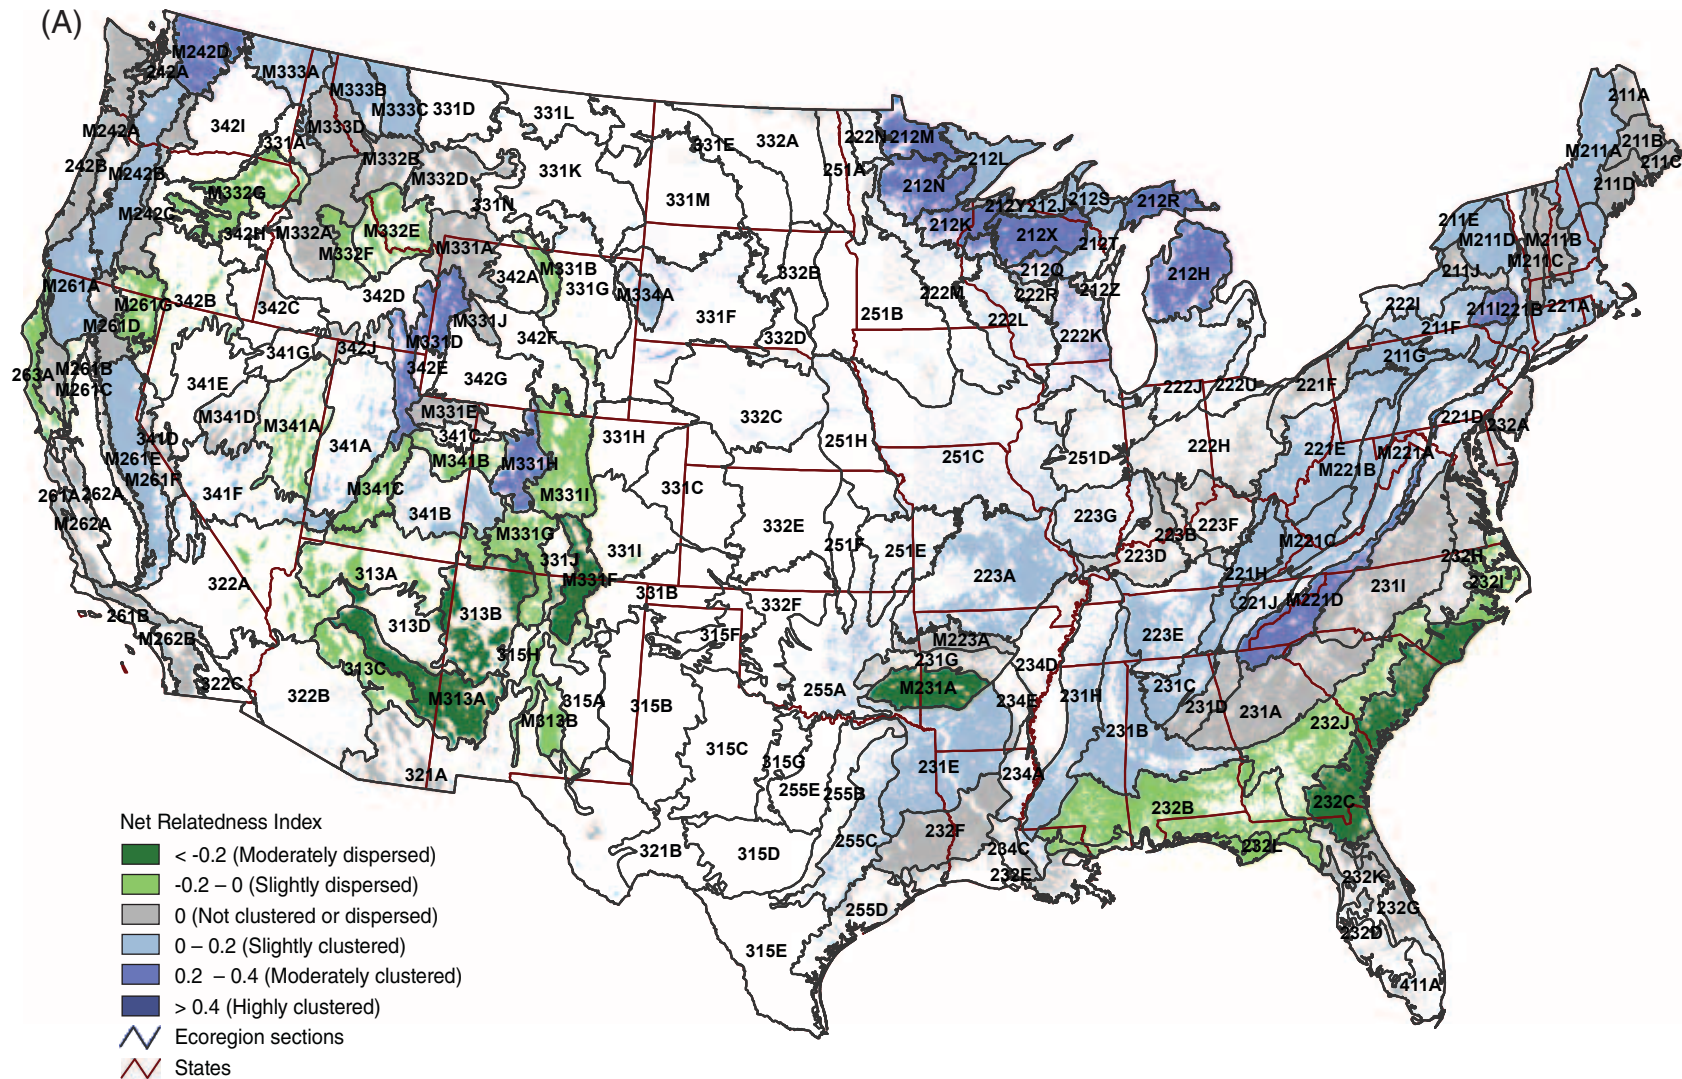 (A)
M242D
242A
M333A
M333B
M333C
331D
331L
342I
M242A
331A
M333D
331E
332A
222N
212M
251A
212L
211A
211B
M211A
211C
242B
M242B
M332B
M332D
331K
212N
211D
M332G
331N
331M
212Y
212J
212S
212R
M242C
342H
M332A
M332E
212K
212X
212T
211E
M211D
M211B
M332F
M331A
342A
M331B
331G
332B
212Q
212H
211J
M211C
M261A
M261G
342B
342C
342D
M334A
222M
222R
212Z
222I
211I
221B
221A
M261D
M331J
331F
251B
222L
222K
211F
M331D
342F
332D
341G
342J
211G
263A
M261B
M261C
341E
342E
342G
222J
222U
221F
M341D
M341A
M331E
332C
221D
232A
341D
341A
341C
331H
251H
222H
221E
M221A
M261E
M261F
M341B
M331H
251C
251D
M221B
261A
262A
341F
M341C
M331I
331C
M262A
341B
332E
223G
223B
223F
M331G
251F
251E
223D
M221C
232H
322A
313A
331J
331I
M331F
223A
221H
232I
261B
331B
332F
221J
M221D
231I
M262B
313D
313B
315F
M223A
223E
315H
231G
234D
322C
313C
322B
M313A
315A
315B
255A
M231A
234E
231H
231C
231D
231A
M313B
231B
232J
321A
315C
315G
231E
234A
255E
255B
232B
232C
232F
321B
315D
255C
234C
232L
232E
232K
255D
232G
232D
315E
411A
Net Relatedness Index
< -0.2 (Moderately dispersed)
-0.2 – 0 (Slightly dispersed)
0 (Not clustered or dispersed)
0 – 0.2 (Slightly clustered)
0.2 – 0.4 (Moderately clustered)
> 0.4 (Highly clustered)
Ecoregion sections
States